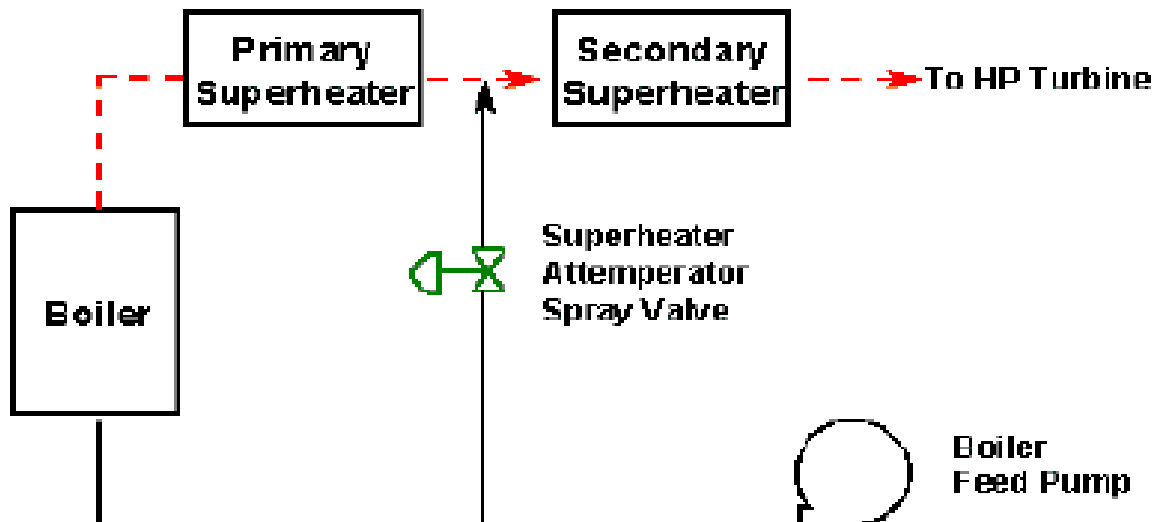 Primary
Superheater
Secondary
Superheater
To HP Turbine
Superheater
Attemperator
Spray Valve
Boiler
Boiler
Feed Pump